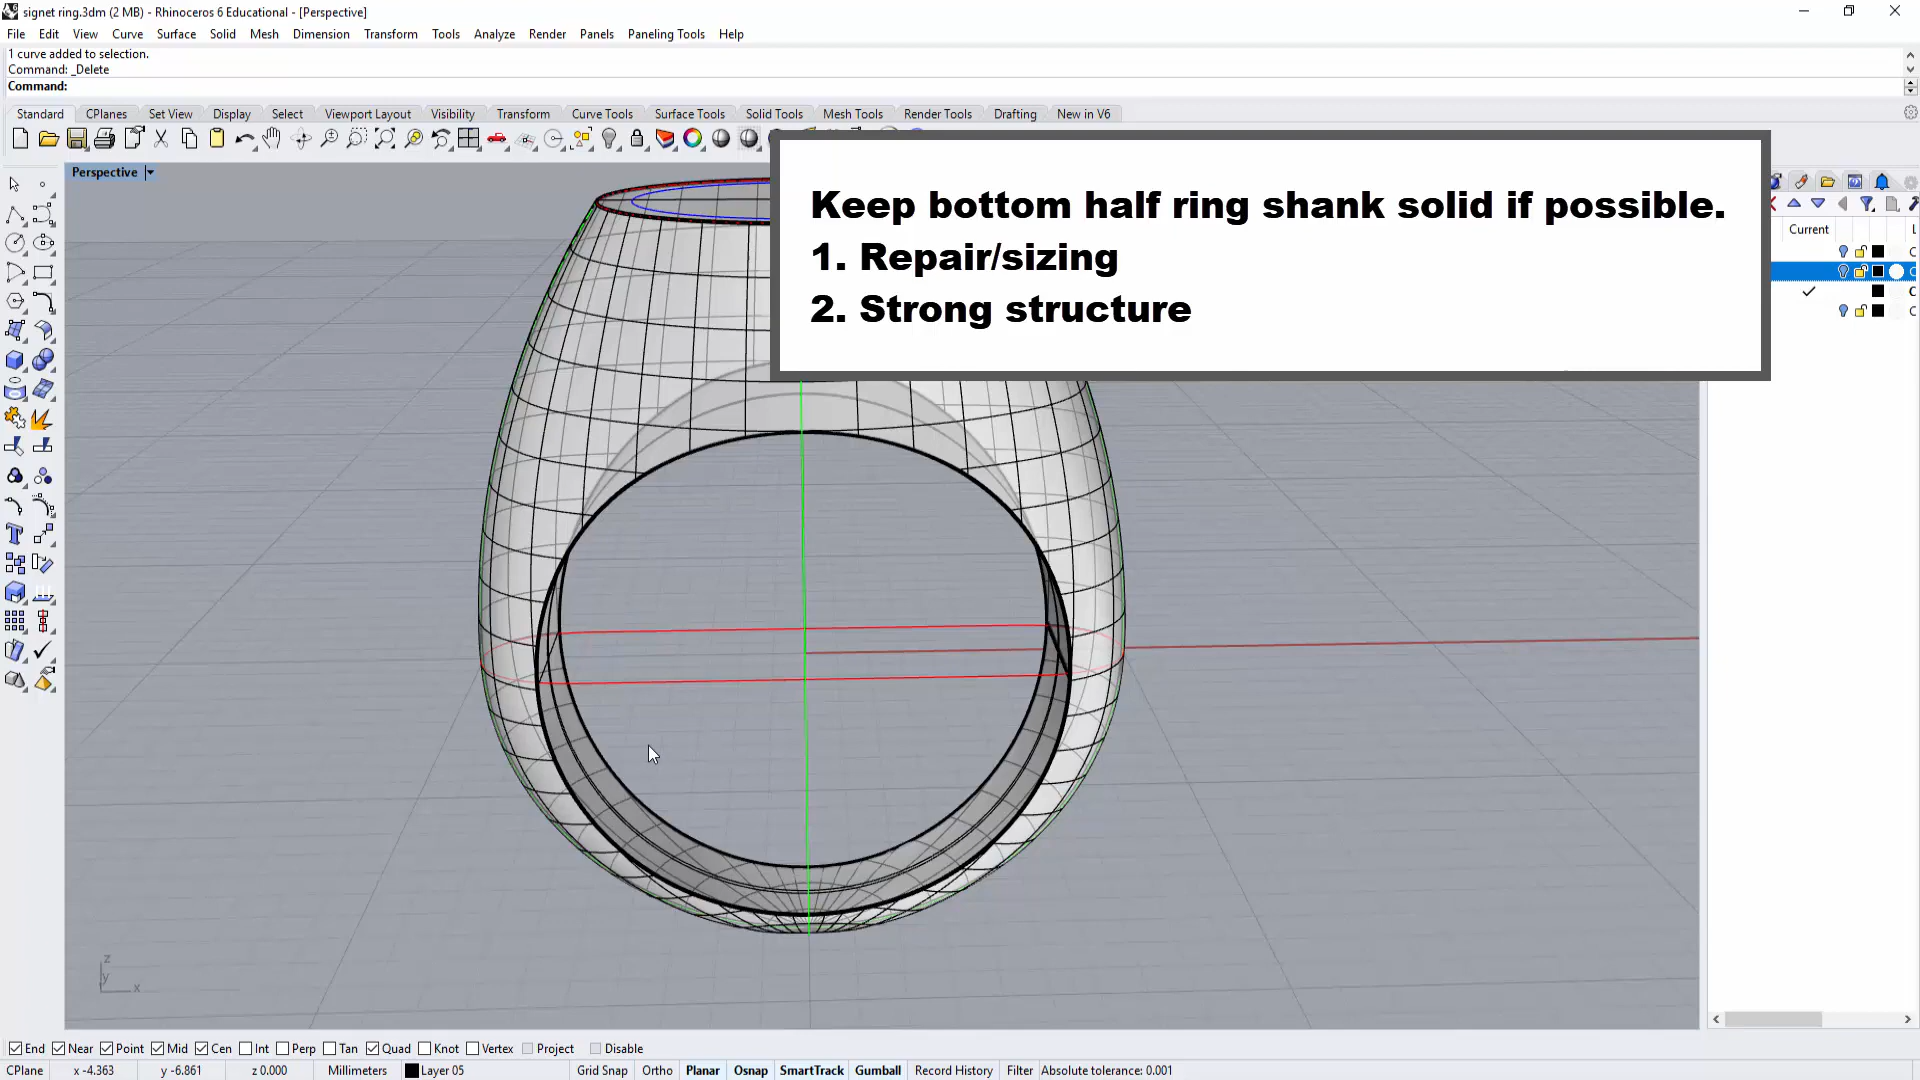 signet ring.3dm (2 MB) - Rhinoceros 6 Educational - [Perspective]
File Edit View Curve Surface Solid Mesh Dimension Transform Tools Analyze Render Panels Paneling Tools Help
1 curve added to selection.
Command: _Delete
Command:
Standard CPlanes Set View Display Select Viewport Layout Visibility Transform Curve Tools Surface Tools Solid Tools Mesh Tools Render Tools Drafting New in V6
Perspective
Keep bottom half ring shank solid if possible.
1. Repair/sizing
2. Strong structure
Current L
z
y
x
End Near Point Mid Cen Int Perp Tan Quad Knot Vertex Project Disable
CPlane x -4.363 y -6.861 z 0.000 Millimeters Layer 05 Grid Snap Ortho Planar Osnap SmartTrack Gumball Record History Filter Absolute tolerance: 0.001